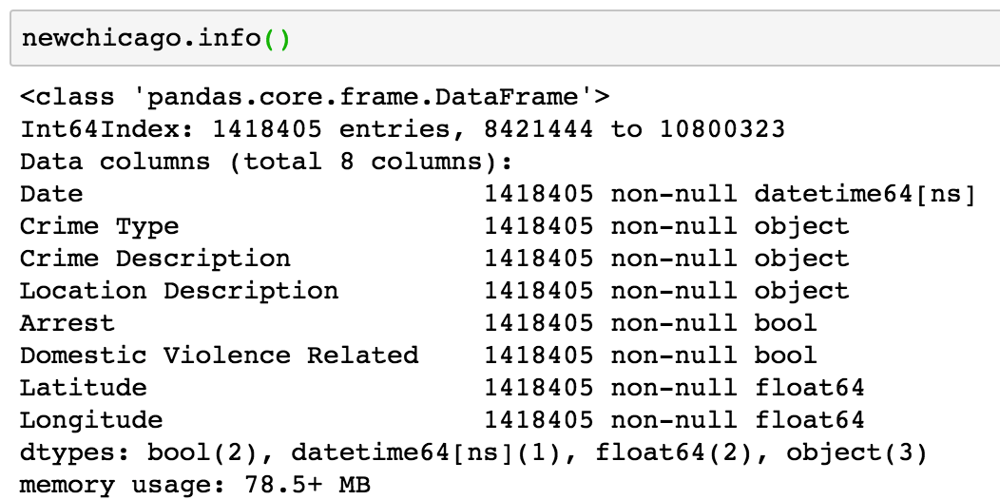 newchicago.info()
<class 'pandas.core.frame.DataFrame'>
Int64Index: 1418405 entries, 8421444 to 10800323
Data columns (total 8 columns):
Date                         1418405 non-null datetime64[ns]
Crime Type                   1418405 non-null object
Crime Description            1418405 non-null object
Location Description         1418405 non-null object
Arrest                       1418405 non-null bool
Domestic Violence Related    1418405 non-null bool
Latitude                     1418405 non-null float64
Longitude                    1418405 non-null float64
dtypes: bool(2), datetime64[ns](1), float64(2), object(3)
memory usage: 78.5+ MB